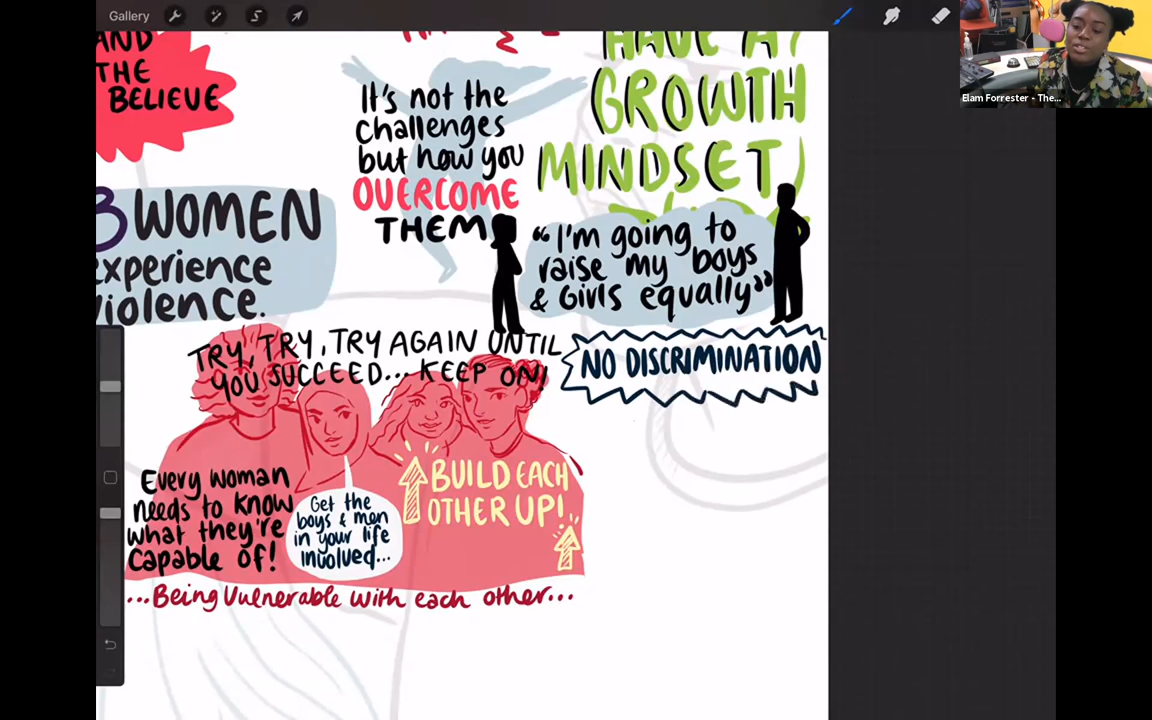 Gallery
Elam Forrester - The...
AND
THE
BELIEVE
It's not the
challenges
but how you
OVERCOME
THEM
HAVE A
GROWTH
MINDSET
WOMEN
experience
violence.
"I'm going to
raise my boys
& Girls equally"
TRY, TRY, TRY AGAIN UNTIL
YOU SUCCEED... KEEP ON!
NO DISCRIMINATION
Every woman
needs to know
what they're
capable of!
Get the
boys & men
in your life
involved...
BUILD EACH
OTHER UP!
...Being Vulnerable with each other...